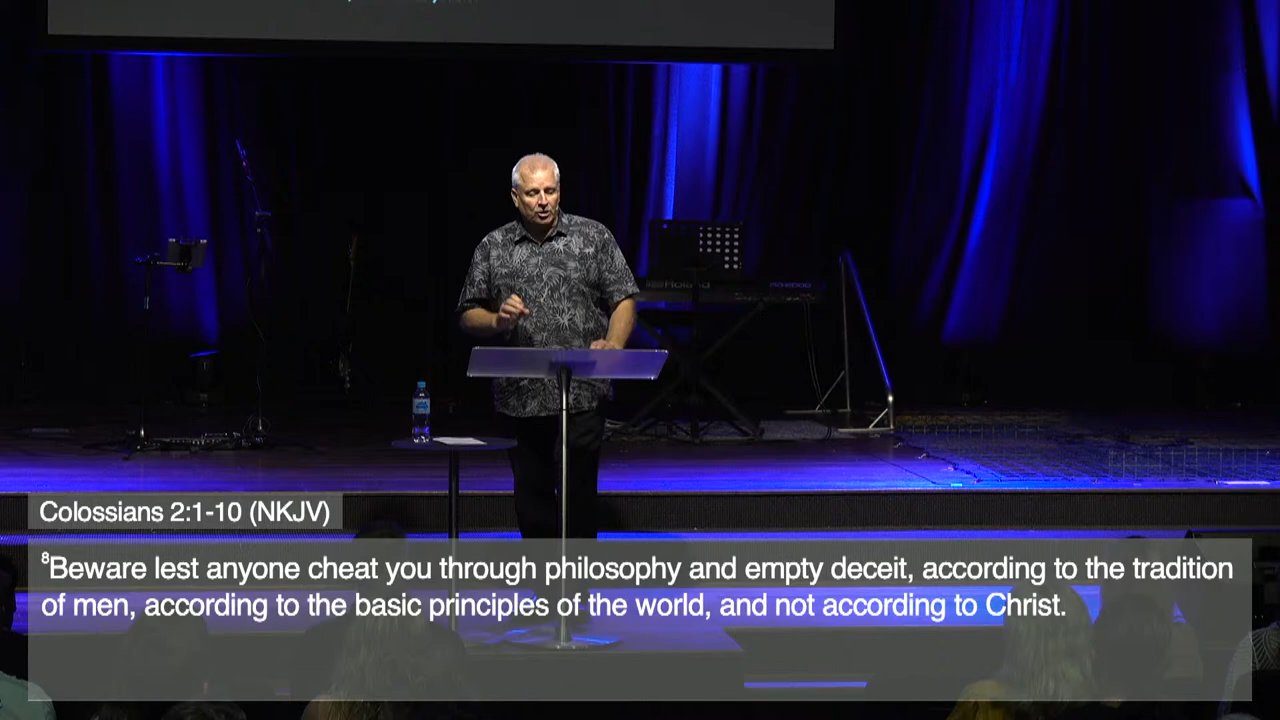 Roland
Colossians 2:1-10 (NKJV)
⁸Beware lest anyone cheat you through philosophy and empty deceit, according to the tradition
of men, according to the basic principles of the world, and not according to Christ.